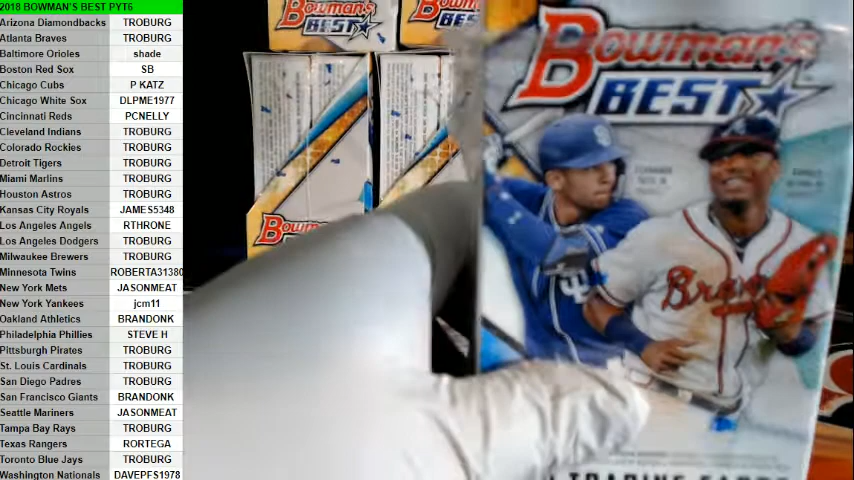 2018 BOWMAN'S BEST PYT6
Arizona Diamondbacks TROBURG
Atlanta Braves TROBURG
Baltimore Orioles shade
Boston Red Sox SB
Chicago Cubs P KATZ
Chicago White Sox DLPME1977
Cincinnati Reds PCNELLY
Cleveland Indians TROBURG
Colorado Rockies TROBURG
Detroit Tigers TROBURG
Miami Marlins TROBURG
Houston Astros TROBURG
Kansas City Royals JAMES5348
Los Angeles Angels RTHRONE
Los Angeles Dodgers TROBURG
Milwaukee Brewers TROBURG
Minnesota Twins ROBERTA31380
New York Mets JASONMEAT
New York Yankees jcm11
Oakland Athletics BRANDONK
Philadelphia Phillies STEVE H
Pittsburgh Pirates TROBURG
St. Louis Cardinals TROBURG
San Diego Padres TROBURG
San Francisco Giants BRANDONK
Seattle Mariners JASONMEAT
Tampa Bay Rays TROBURG
Texas Rangers RORTEGA
Toronto Blue Jays TROBURG
Washington Nationals DAVEPFS1978
Bowman's
BEST
Bowman's
BEST
Bowman's
BEST
Braves
TRADING CARDS